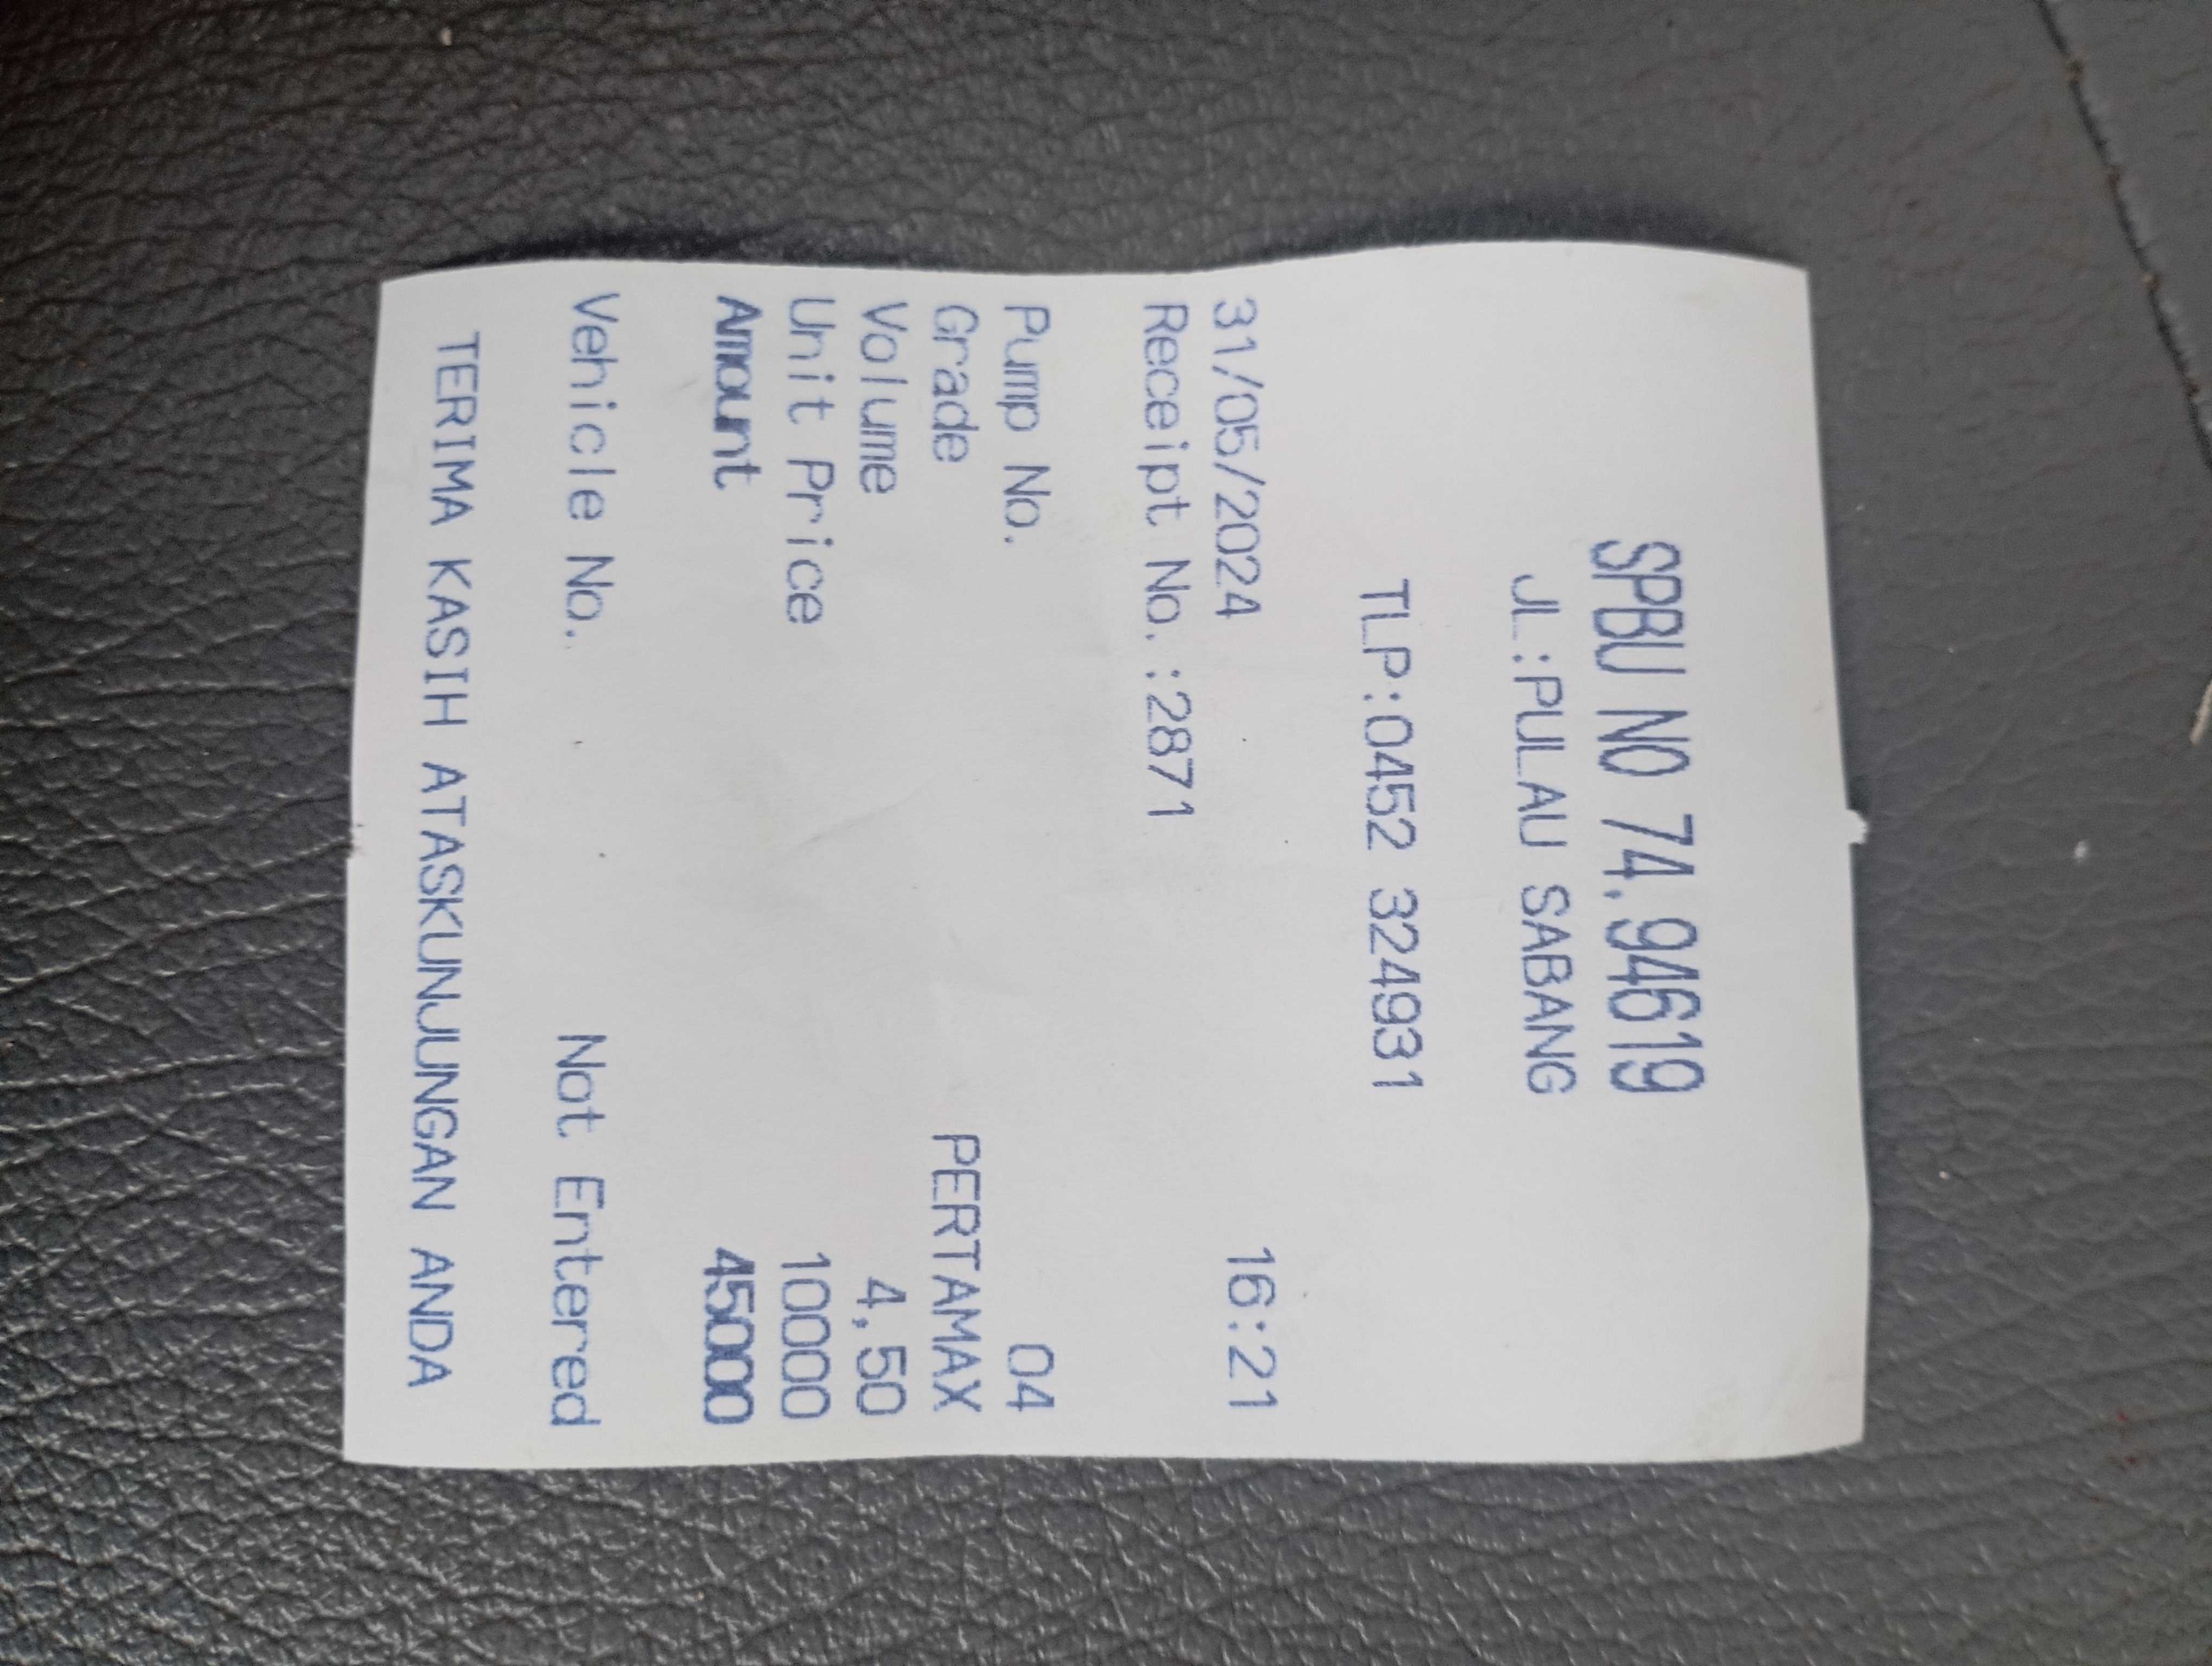 SPBU NO 74.94619
JL:PULAU SABANG
TLP:0452 324931
31/05/2024 16:21
Receipt No.:2871
Pump No. 04
Grade PERTAMAX
Volume 4,50
Unit Price 10000
Amount 45000
Vehicle No. Not Entered
TERIMA KASIH ATASKUNJUNGAN ANDA